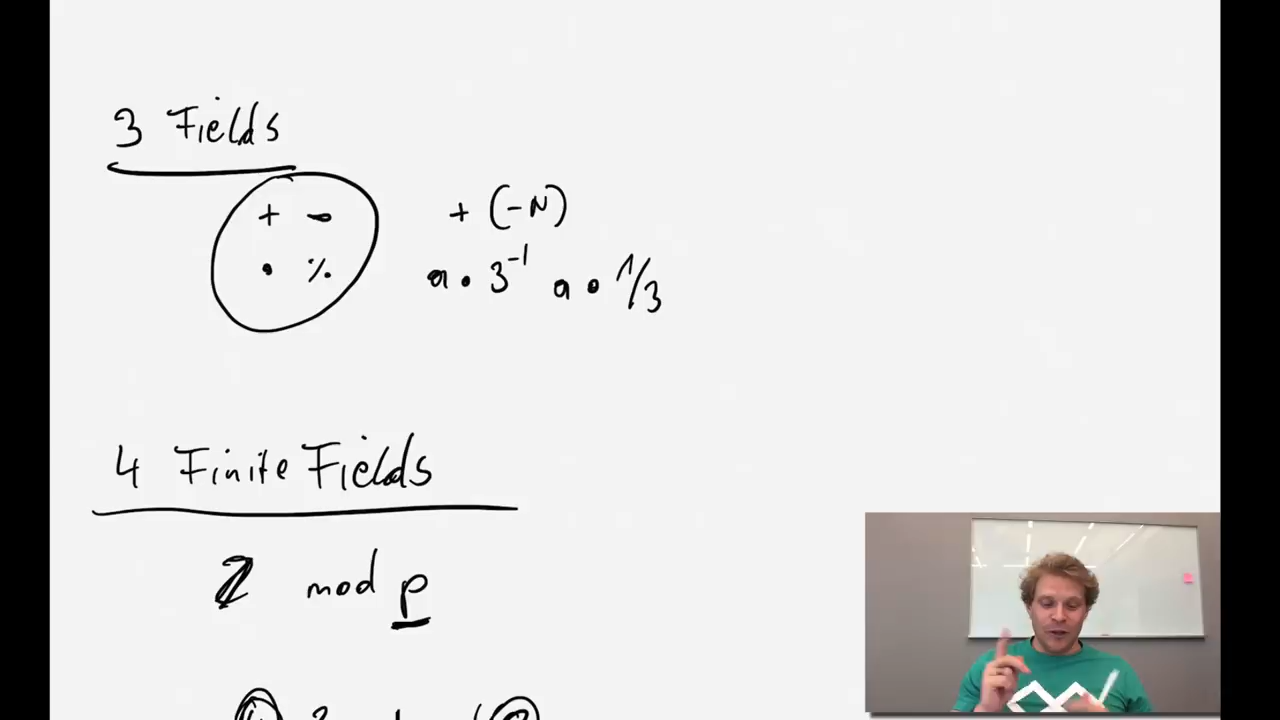 3 Fields
+ - + (-N)
• % a • 3⁻¹ a • 1/3
4 Finite Fields
ℤ mod p